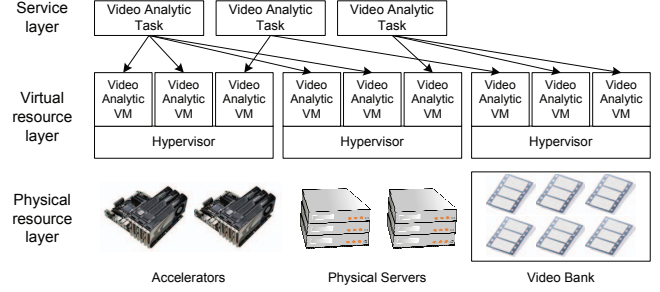 Service
layer
Video Analytic
Task
Video Analytic
Task
Video Analytic
Task
Virtual
resource
layer
Video
Analytic
VM
Video
Analytic
VM
Video
Analytic
VM
Hypervisor
Video
Analytic
VM
Video
Analytic
VM
Video
Analytic
VM
Hypervisor
Video
Analytic
VM
Video
Analytic
VM
Video
Analytic
VM
Hypervisor
Physical
resource
layer
Accelerators
Physical Servers
Video Bank